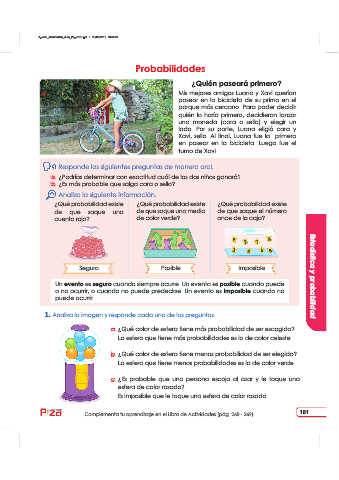 Probabilidades
¿Quién paseará primero?
Mis mejores amigos Luana y Xavi querían
pasear en la bicicleta de su prima en el
parque más cercano. Para poder decidir
quién lo haría primero, decidieron lanzar
una moneda (cara o sello) y elegir un
lado. Por su parte, Luana eligió cara y
Xavi, sello. Al final, Luana fue la primera
en pasear en la bicicleta. Luego fue el
turno de Xavi.
Responde las siguientes preguntas de manera oral.
a. ¿Podrías determinar con exactitud cuál de los dos niños ganará?
b. ¿Es más probable que salga cara o sello?
Analiza la siguiente información.
¿Qué probabilidad existe
de que saque una
cuenta roja?
¿Qué probabilidad existe
de que saque una media
de color verde?
¿Qué probabilidad existe
de que saque el número
once de la caja?
Seguro
Posible
Imposible
Un evento es seguro cuando siempre ocurre. Un evento es posible cuando puede
o no ocurrir, o cuando no puede predecirse. Un evento es imposible cuando no
puede ocurrir.
1. Analiza la imagen y responde cada una de las preguntas.
a. ¿Qué color de esfera tiene más probabilidad de ser escogido?
La esfera que tiene más probabilidades es la de color celeste
b. ¿Qué color de esfera tiene menos probabilidad de ser elegido?
La esfera que tiene menos probabilidades es la de color verde
c. ¿Es probable que una persona escoja al azar y le toque una
esfera de color rosado?
Es imposible que le toque una esfera de color rosado
Estadística y probabilidad
Complementa tu aprendizaje en el Libro de Actividades (pág. 268 - 269).
181